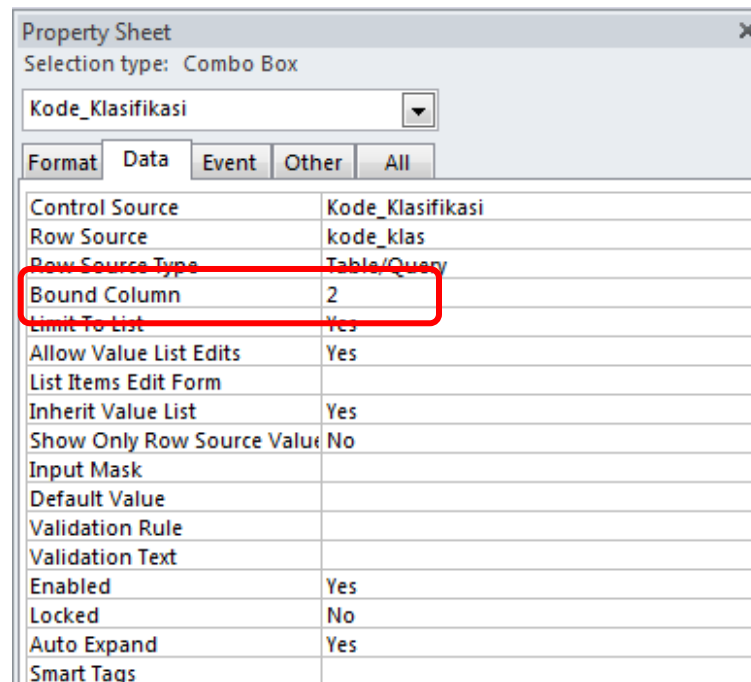 Property Sheet
Selection type: Combo Box
Kode_Klasifikasi
Format Data Event Other All
Control Source Kode_Klasifikasi
Row Source kode_klas
Row Source Type Table/Query
Bound Column 2
Limit To List Yes
Allow Value List Edits Yes
List Items Edit Form
Inherit Value List Yes
Show Only Row Source Value No
Input Mask
Default Value
Validation Rule
Validation Text
Enabled Yes
Locked No
Auto Expand Yes
Smart Tags